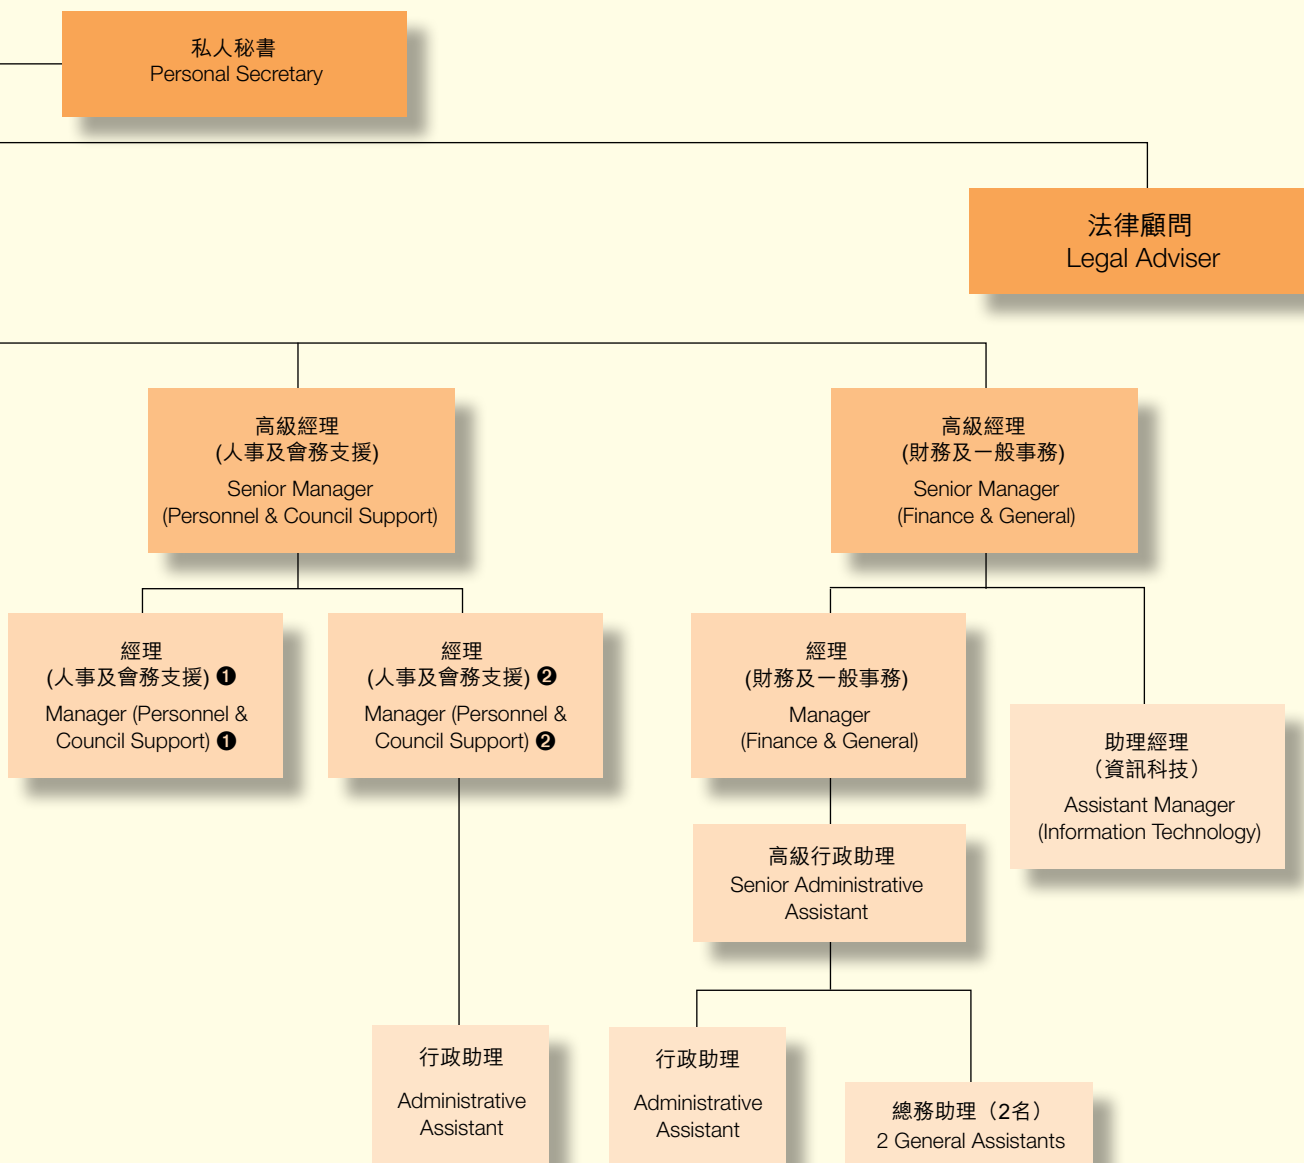 私人秘書
Personal Secretary
法律顧問
Legal Adviser
高級經理
(人事及會務支援)
Senior Manager
(Personnel & Council Support)
高級經理
(財務及一般事務)
Senior Manager
(Finance & General)
經理
(人事及會務支援) ❶
Manager (Personnel &
Council Support) ❶
經理
(人事及會務支援) ❷
Manager (Personnel &
Council Support) ❷
經理
(財務及一般事務)
Manager
(Finance & General)
助理經理
（資訊科技）
Assistant Manager
(Information Technology)
高級行政助理
Senior Administrative
Assistant
行政助理
Administrative
Assistant
行政助理
Administrative
Assistant
總務助理（2名）
2 General Assistants